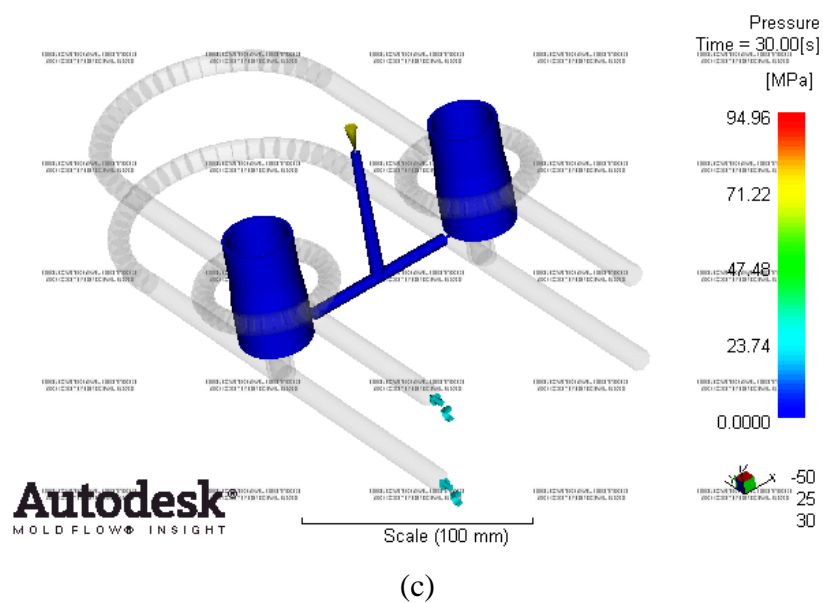 Pressure
Time = 30.00[s]
[MPa]
94.96
71.22
47.48
23.74
0.0000
Autodesk®
MOLDFLOW® INSIGHT
Scale (100 mm)
X
-50
25
30
(c)